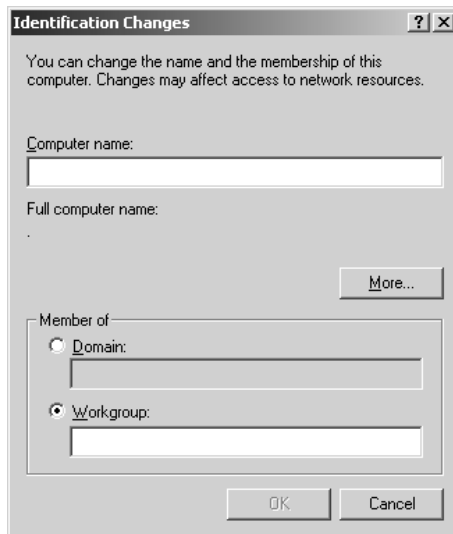 Identification Changes
You can change the name and the membership of this
computer. Changes may affect access to network resources.
Computer name:
Full computer name:
.
More...
Member of
Domain:
Workgroup:
OK
Cancel